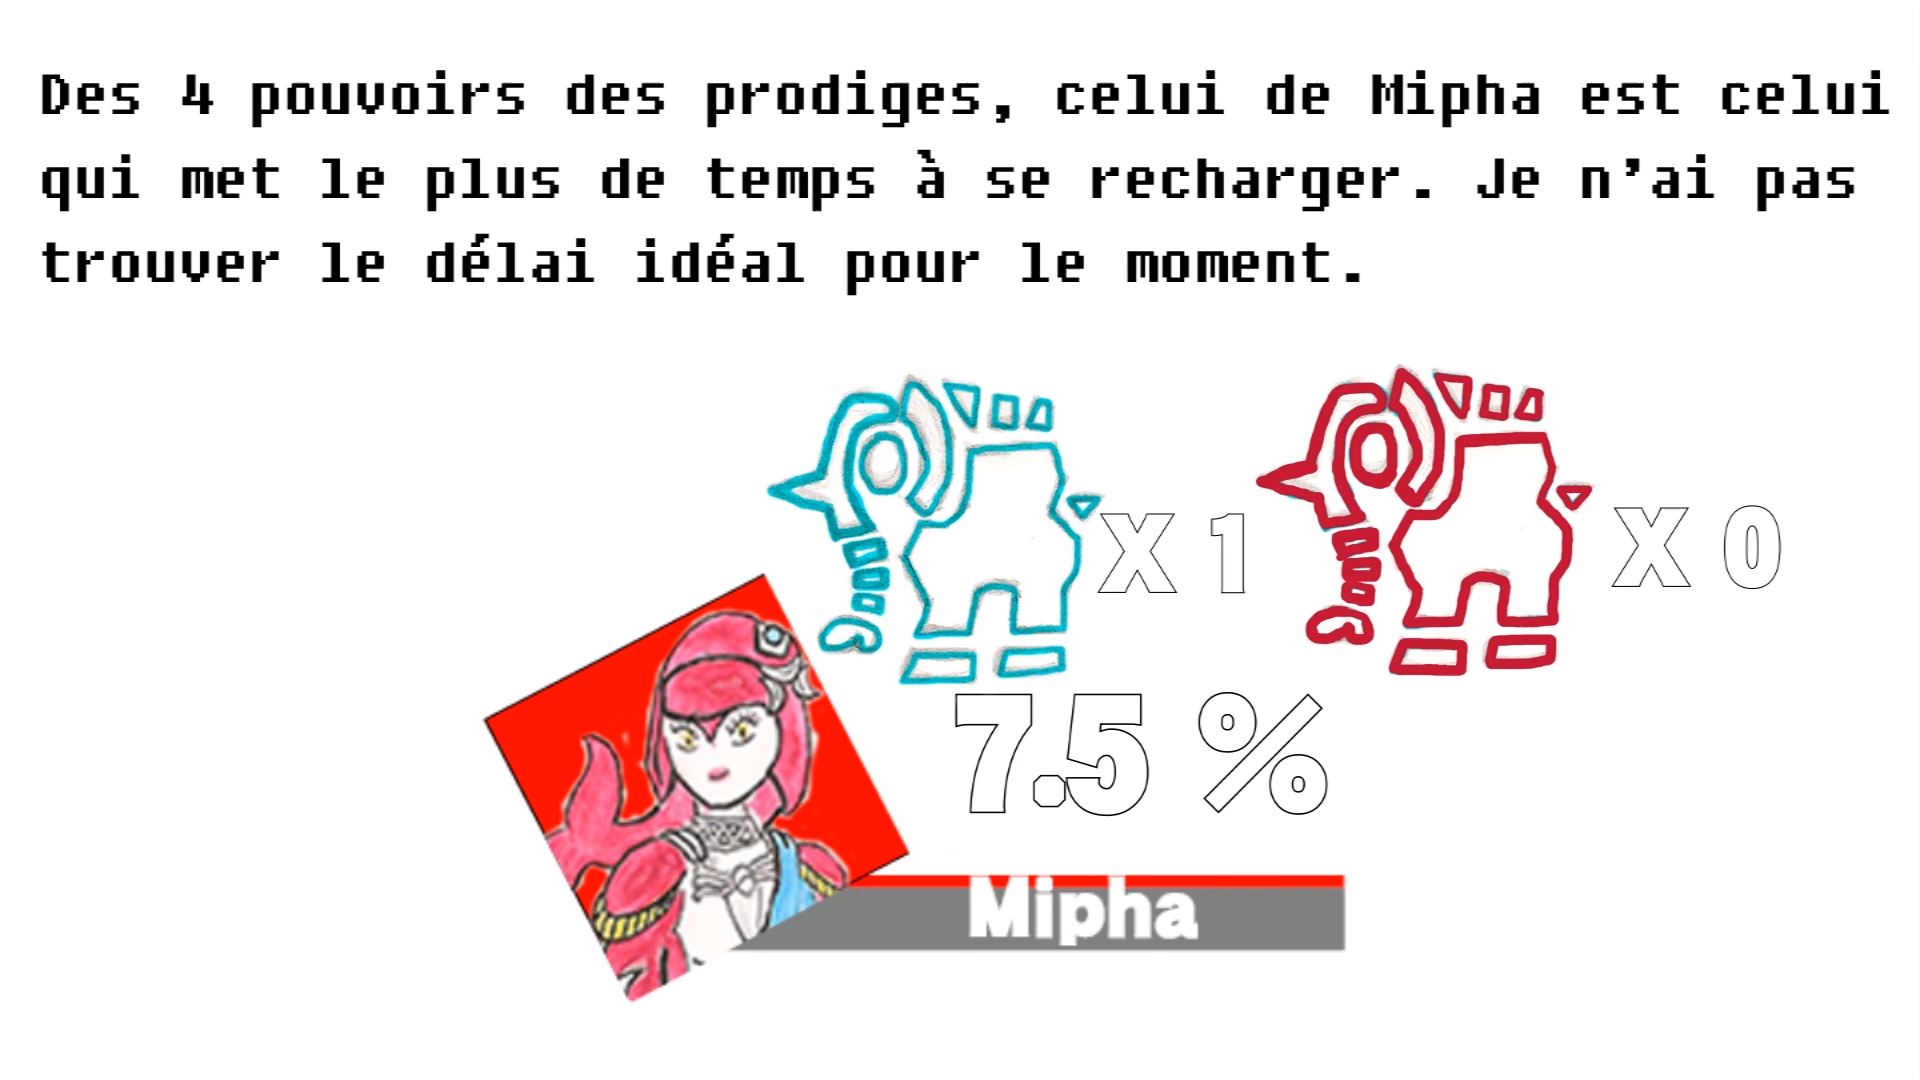 Des 4 pouvoirs des prodiges, celui de Mipha est celui
qui met le plus de temps à se recharger. Je n'ai pas
trouver le délai idéal pour le moment.
X 1
X 0
7.5 %
Mipha